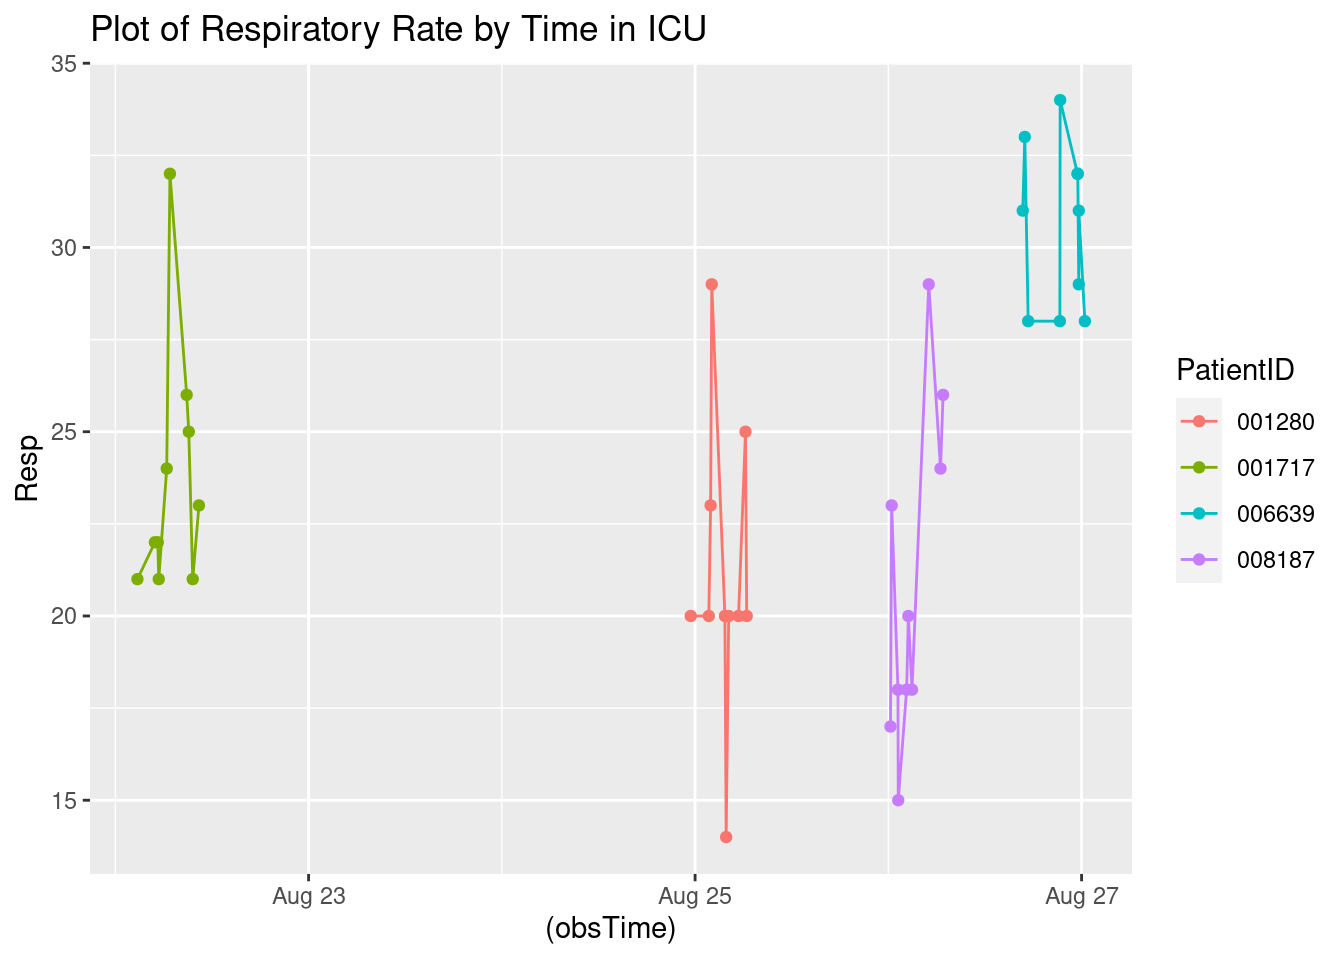 Plot of Respiratory Rate by Time in ICU
35
30
25
20
15
Resp
Aug 23
Aug 25
Aug 27
(obsTime)
PatientID
001280
001717
006639
008187